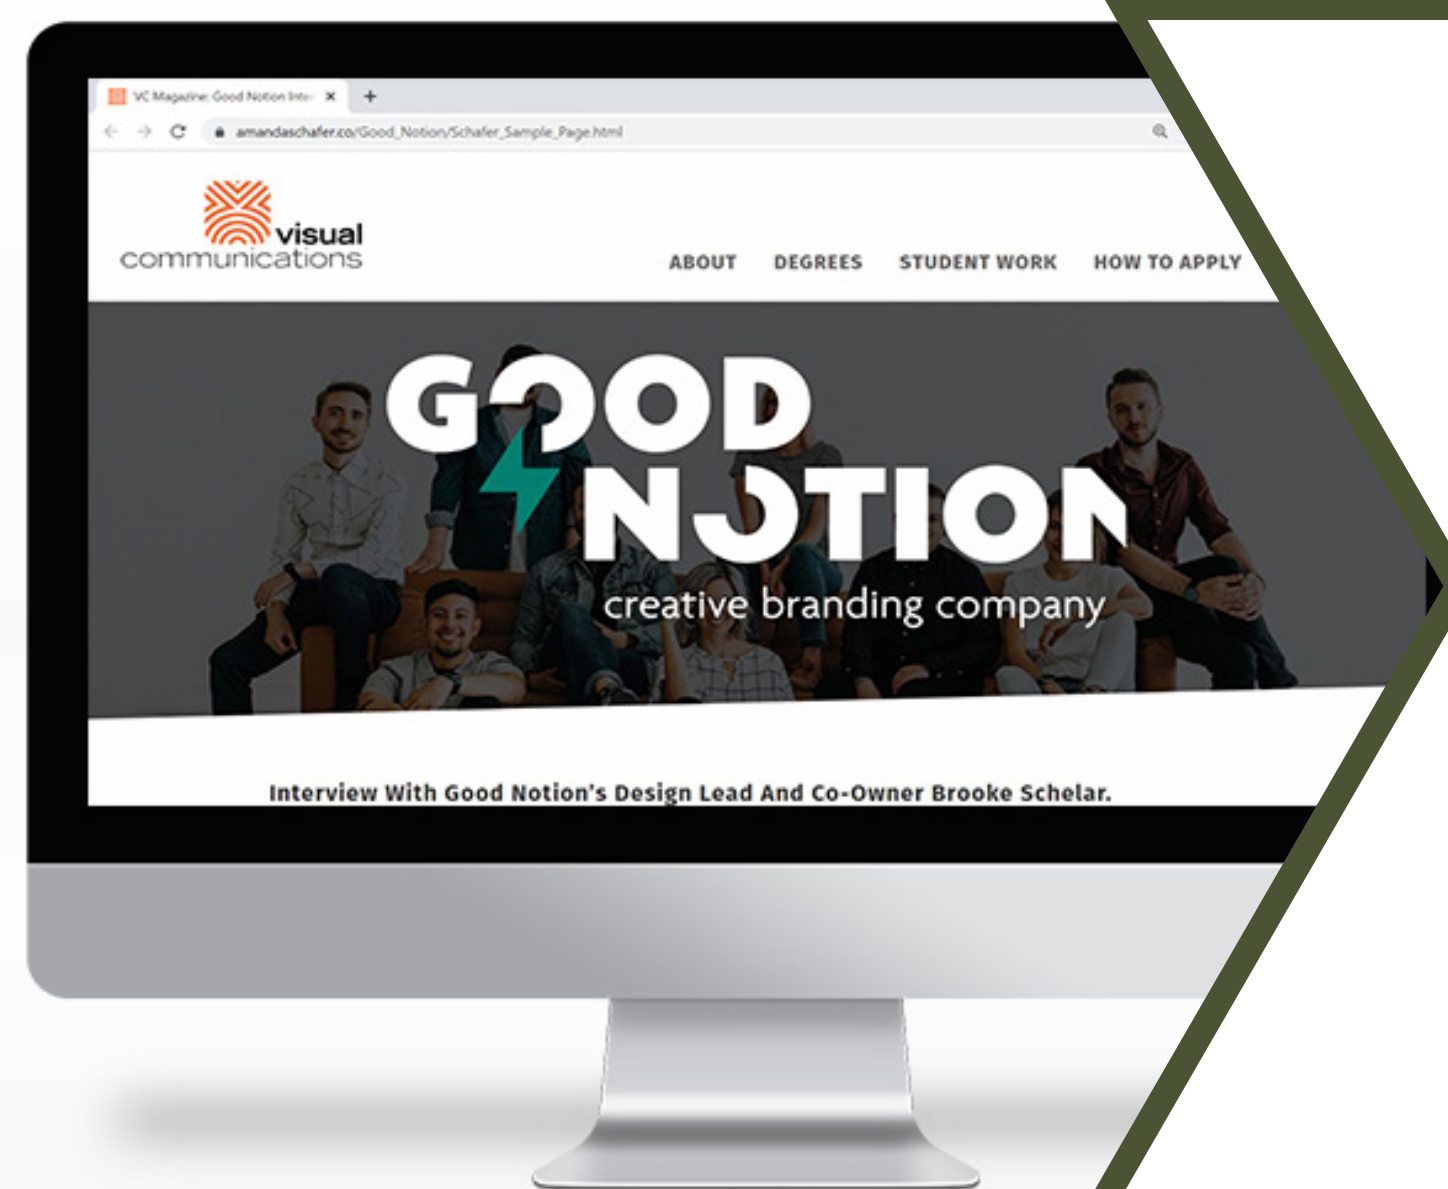 VC Magazine: Good Notion Inte
amandaschafer.co/Good_Notion/Schafer_Sample_Page.html
visual
communications
ABOUT DEGREES STUDENT WORK HOW TO APPLY
GOOD
NOTION
creative branding company
Interview With Good Notion's Design Lead And Co-Owner Brooke Schelar.